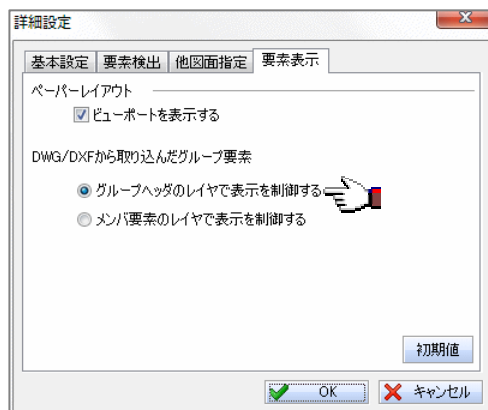 詳細設定
基本設定 要素検出 他図面指定 要素表示
ペーパーレイアウト
ビューポートを表示する
DWG/DXFから取り込んだグループ要素
グループヘッダのレイヤで表示を制御する
メンバ要素のレイヤで表示を制御する
初期値
OK キャンセル